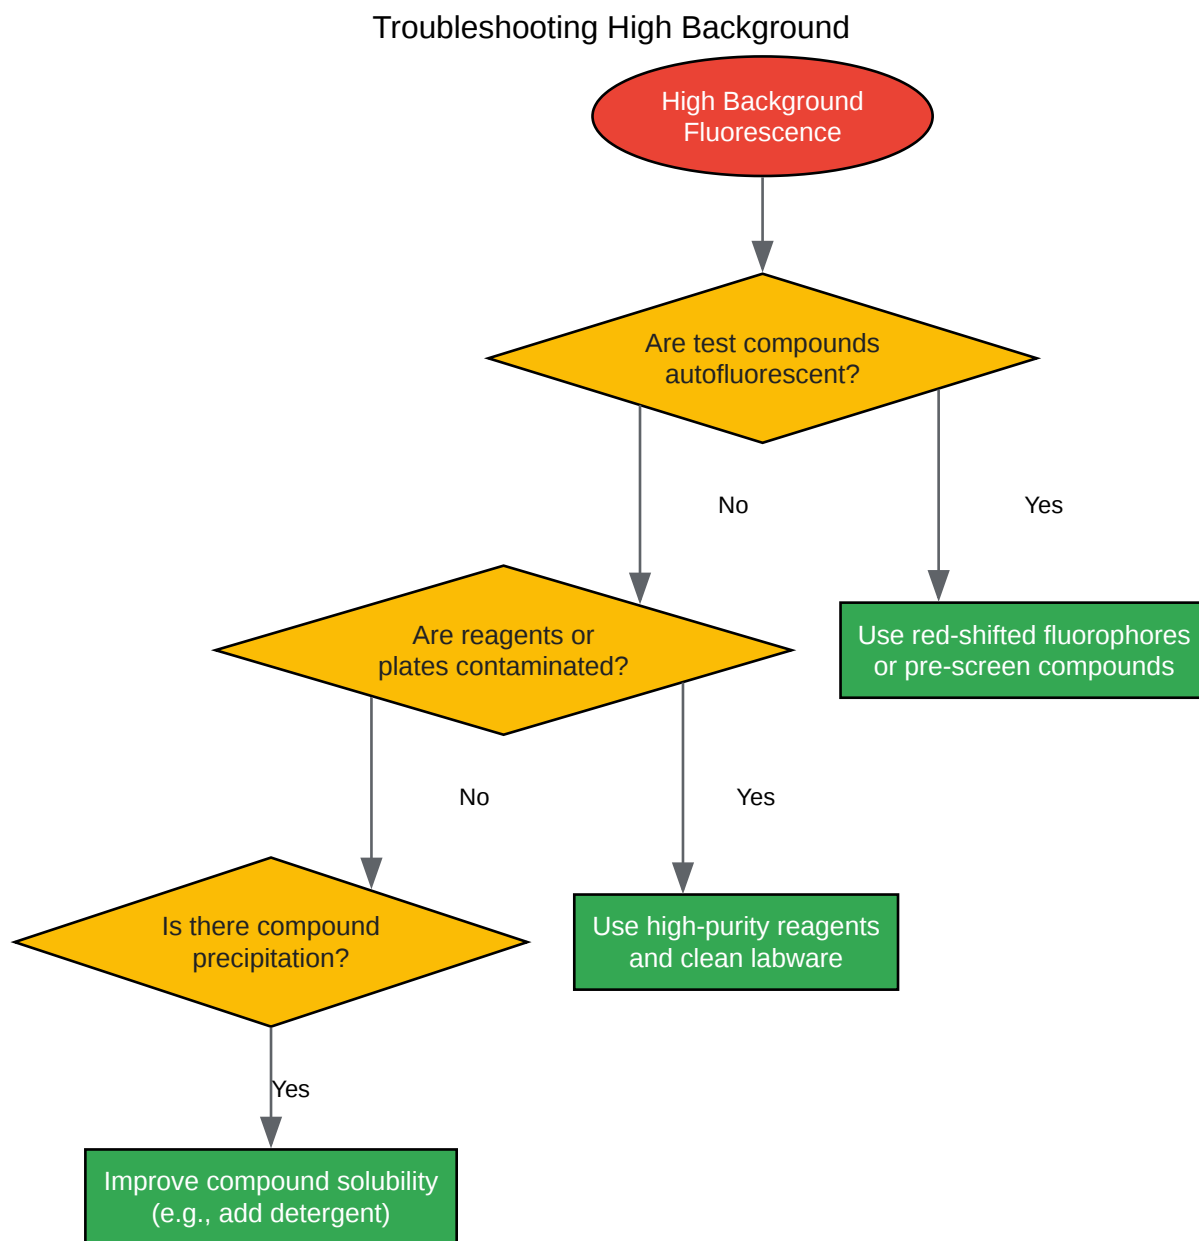 Troubleshooting High Background
High Background
Fluorescence
Are test compounds
autofluorescent?
No
Yes
Are reagents or
plates contaminated?
Use red-shifted fluorophores
or pre-screen compounds
No
Yes
Is there compound
precipitation?
Use high-purity reagents
and clean labware
Yes
Improve compound solubility
(e.g., add detergent)